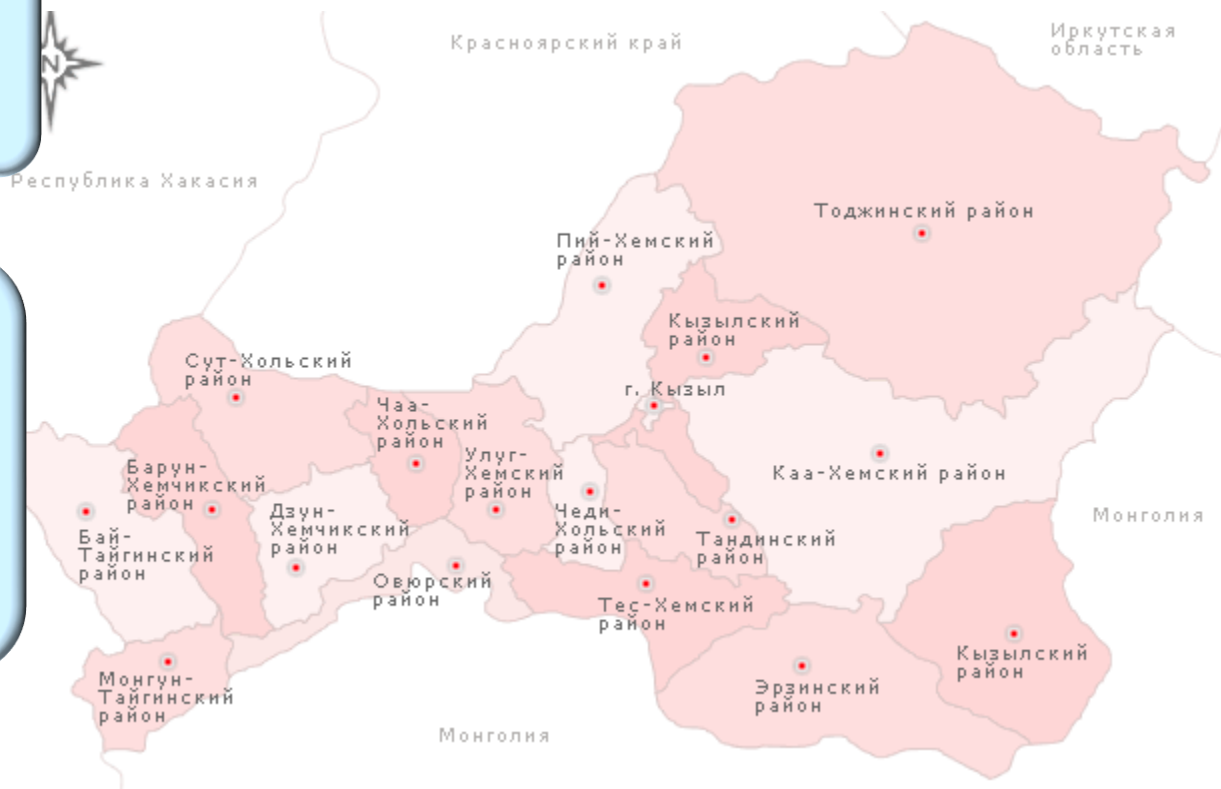 Красноярский край
Иркутская
область
N
Республика Хакасия
Тоджинский район
Пий-Хемский
район
Кызылский
район
Сут-Хольский
район
г. Кызыл
Чаа-
Хольский
район
Улуг-
Хемский
район
Барун-
Хемчикский
район
Каа-Хемский район
Дзун-
Хемчикский
район
Чеди-
Хольский
район
Монголия
Бай-
Тайгинский
район
Тандинский
район
Овюрский
район
Тес-Хемский
район
Кызылский
район
Монгун-
Тайгинский
район
Эрзинский
район
Монголия